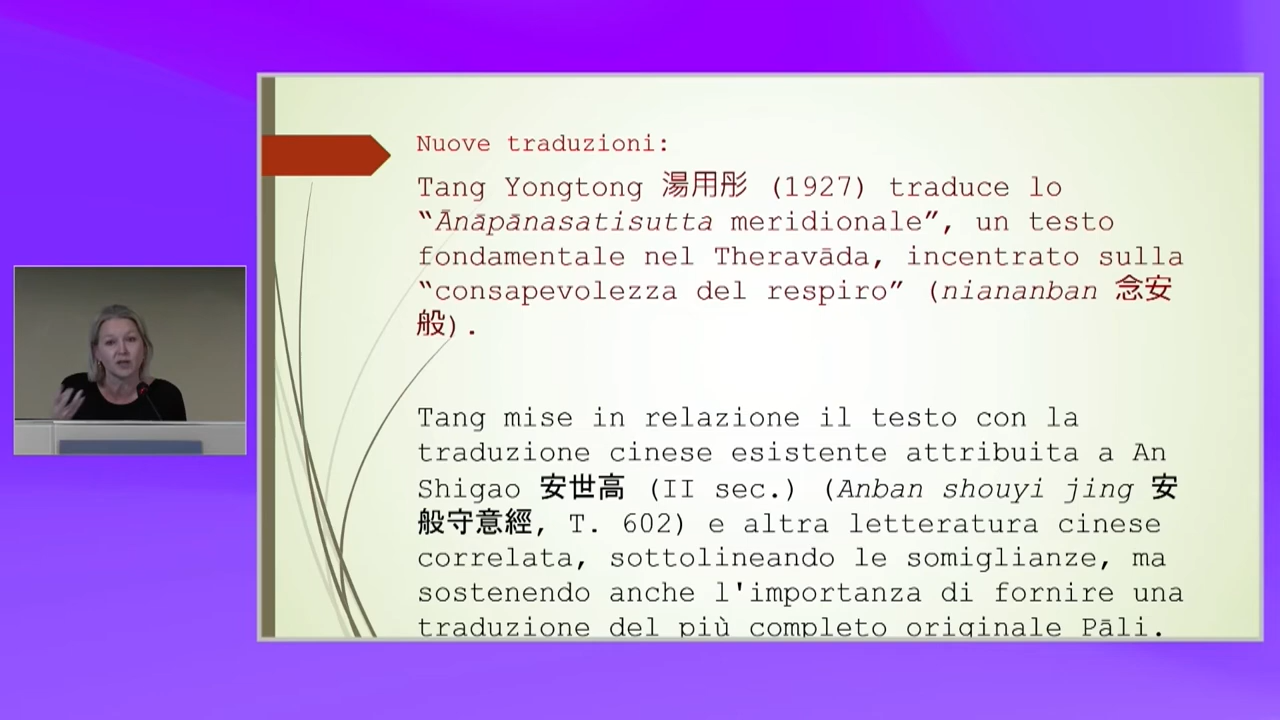 Nuove traduzioni:
Tang Yongtong 湯用彤 (1927) traduce lo
“Ānāpānasatisutta meridionale”, un testo
fondamentale nel Theravāda, incentrato sulla
“consapevolezza del respiro” (niananban 念安
般).
Tang mise in relazione il testo con la
traduzione cinese esistente attribuita a An
Shigao 安世高 (II sec.) (Anban shouyi jing 安
般守意經, T. 602) e altra letteratura cinese
correlata, sottolineando le somiglianze, ma
sostenendo anche l'importanza di fornire una
traduzione del più completo originale Pāli.